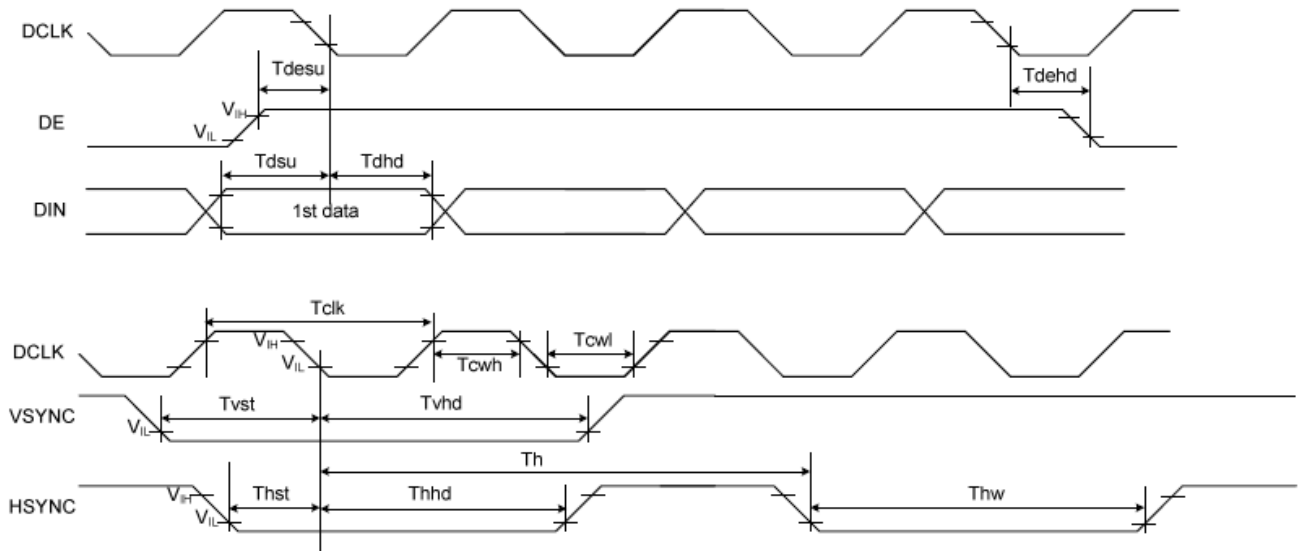 DCLK
Tdesu
Tdehd
DE
VIH
VIL
Tdsu
Tdhd
DIN
1st data
Tclk
DCLK
VIH
VIL
Tcwh
Tcwl
VSYNC
VIL
Tvst
Tvhd
Th
HSYNC
VIH
VIL
Thst
Thhd
Thw